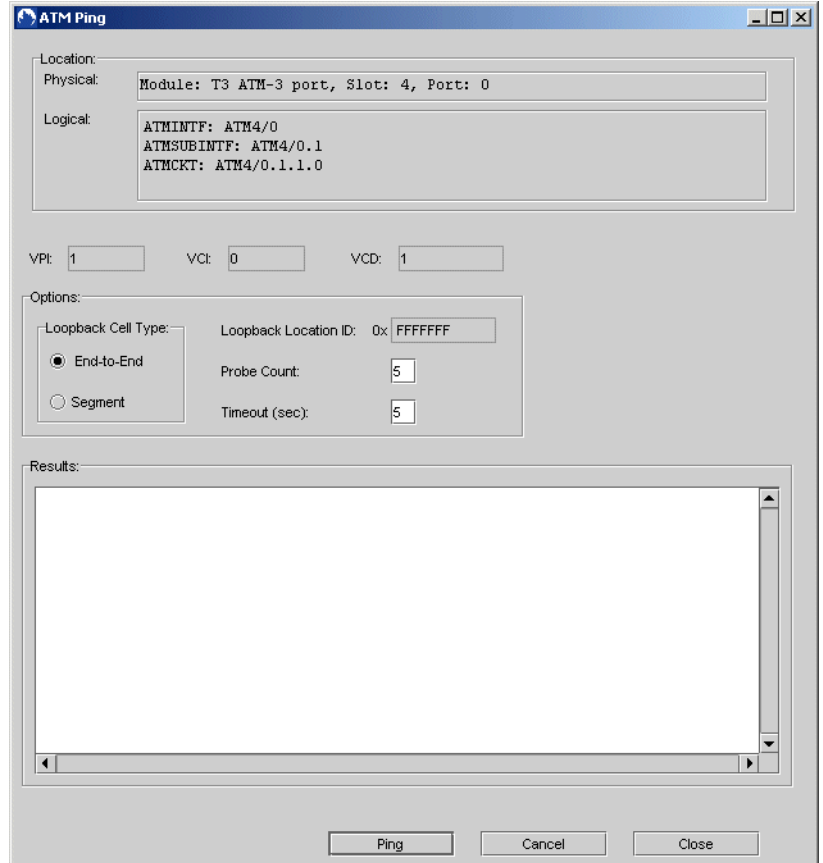 ATM Ping
Location:
Physical: Module: T3 ATM-3 port, Slot: 4, Port: 0
Logical: ATMINTF: ATM4/0
ATMSUBINTF: ATM4/0.1
ATMCKT: ATM4/0.1.1.0
VPI: 1 VCI: 0 VCD: 1
Options:
Loopback Cell Type: Loopback Location ID: 0x FFFFFFF
End-to-End Probe Count: 5
Segment Timeout (sec): 5
Results:
Ping Cancel Close